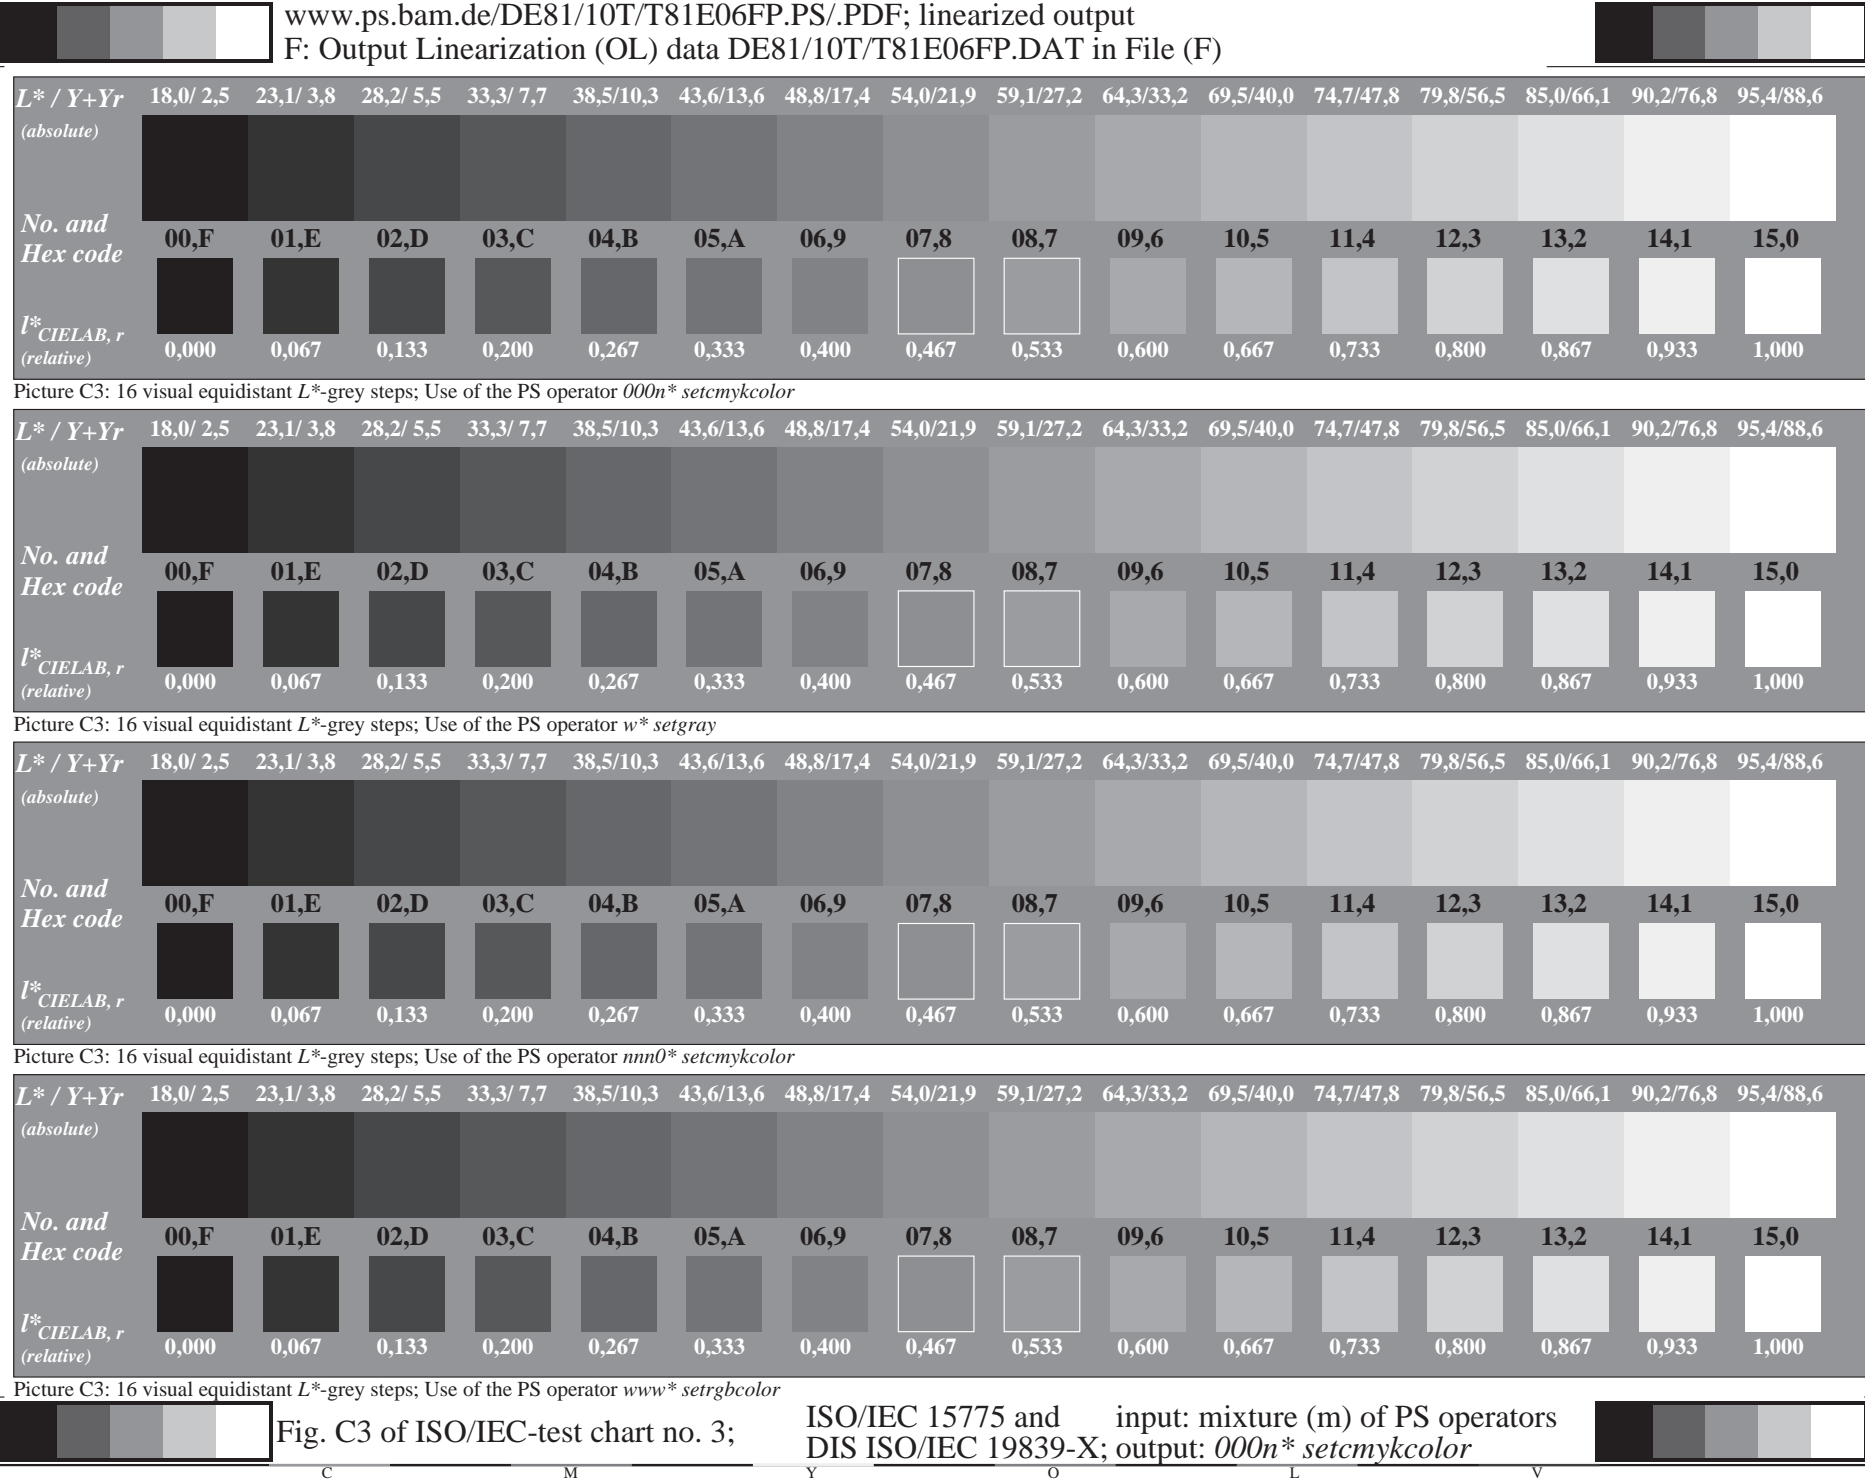 www.ps.bam.de/DE81/10T/T81E06FP.PS/.PDF; linearized output
F: Output Linearization (OL) data DE81/10T/T81E06FP.DAT in File (F)
L* / Y+Yr 18,0/ 2,5 23,1/ 3,8 28,2/ 5,5 33,3/ 7,7 38,5/10,3 43,6/13,6 48,8/17,4 54,0/21,9 59,1/27,2 64,3/33,2 69,5/40,0 74,7/47,8 79,8/56,5 85,0/66,1 90,2/76,8 95,4/88,6
(absolute)
No. and
Hex code 00,F 01,E 02,D 03,C 04,B 05,A 06,9 07,8 08,7 09,6 10,5 11,4 12,3 13,2 14,1 15,0
l*CIELAB, r
(relative) 0,000 0,067 0,133 0,200 0,267 0,333 0,400 0,467 0,533 0,600 0,667 0,733 0,800 0,867 0,933 1,000
Picture C3: 16 visual equidistant L*-grey steps; Use of the PS operator 000n* setcmykcolor
L* / Y+Yr 18,0/ 2,5 23,1/ 3,8 28,2/ 5,5 33,3/ 7,7 38,5/10,3 43,6/13,6 48,8/17,4 54,0/21,9 59,1/27,2 64,3/33,2 69,5/40,0 74,7/47,8 79,8/56,5 85,0/66,1 90,2/76,8 95,4/88,6
(absolute)
No. and
Hex code 00,F 01,E 02,D 03,C 04,B 05,A 06,9 07,8 08,7 09,6 10,5 11,4 12,3 13,2 14,1 15,0
l*CIELAB, r
(relative) 0,000 0,067 0,133 0,200 0,267 0,333 0,400 0,467 0,533 0,600 0,667 0,733 0,800 0,867 0,933 1,000
Picture C3: 16 visual equidistant L*-grey steps; Use of the PS operator w* setgray
L* / Y+Yr 18,0/ 2,5 23,1/ 3,8 28,2/ 5,5 33,3/ 7,7 38,5/10,3 43,6/13,6 48,8/17,4 54,0/21,9 59,1/27,2 64,3/33,2 69,5/40,0 74,7/47,8 79,8/56,5 85,0/66,1 90,2/76,8 95,4/88,6
(absolute)
No. and
Hex code 00,F 01,E 02,D 03,C 04,B 05,A 06,9 07,8 08,7 09,6 10,5 11,4 12,3 13,2 14,1 15,0
l*CIELAB, r
(relative) 0,000 0,067 0,133 0,200 0,267 0,333 0,400 0,467 0,533 0,600 0,667 0,733 0,800 0,867 0,933 1,000
Picture C3: 16 visual equidistant L*-grey steps; Use of the PS operator nnn0* setcmykcolor
L* / Y+Yr 18,0/ 2,5 23,1/ 3,8 28,2/ 5,5 33,3/ 7,7 38,5/10,3 43,6/13,6 48,8/17,4 54,0/21,9 59,1/27,2 64,3/33,2 69,5/40,0 74,7/47,8 79,8/56,5 85,0/66,1 90,2/76,8 95,4/88,6
(absolute)
No. and
Hex code 00,F 01,E 02,D 03,C 04,B 05,A 06,9 07,8 08,7 09,6 10,5 11,4 12,3 13,2 14,1 15,0
l*CIELAB, r
(relative) 0,000 0,067 0,133 0,200 0,267 0,333 0,400 0,467 0,533 0,600 0,667 0,733 0,800 0,867 0,933 1,000
Picture C3: 16 visual equidistant L*-grey steps; Use of the PS operator www* setrgbcolor
Fig. C3 of ISO/IEC-test chart no. 3;
ISO/IEC 15775 and input: mixture (m) of PS operators
DIS ISO/IEC 19839-X; output: 000n* setcmykcolor
C M Y O L V